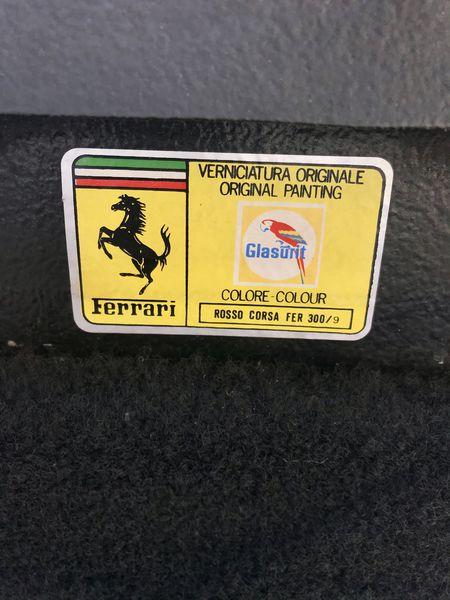 VERNICIATURA ORIGINALE
ORIGINAL PAINTING
Glasurit
COLORE-COLOUR
ROSSO CORSA FER 300/9
Ferrari